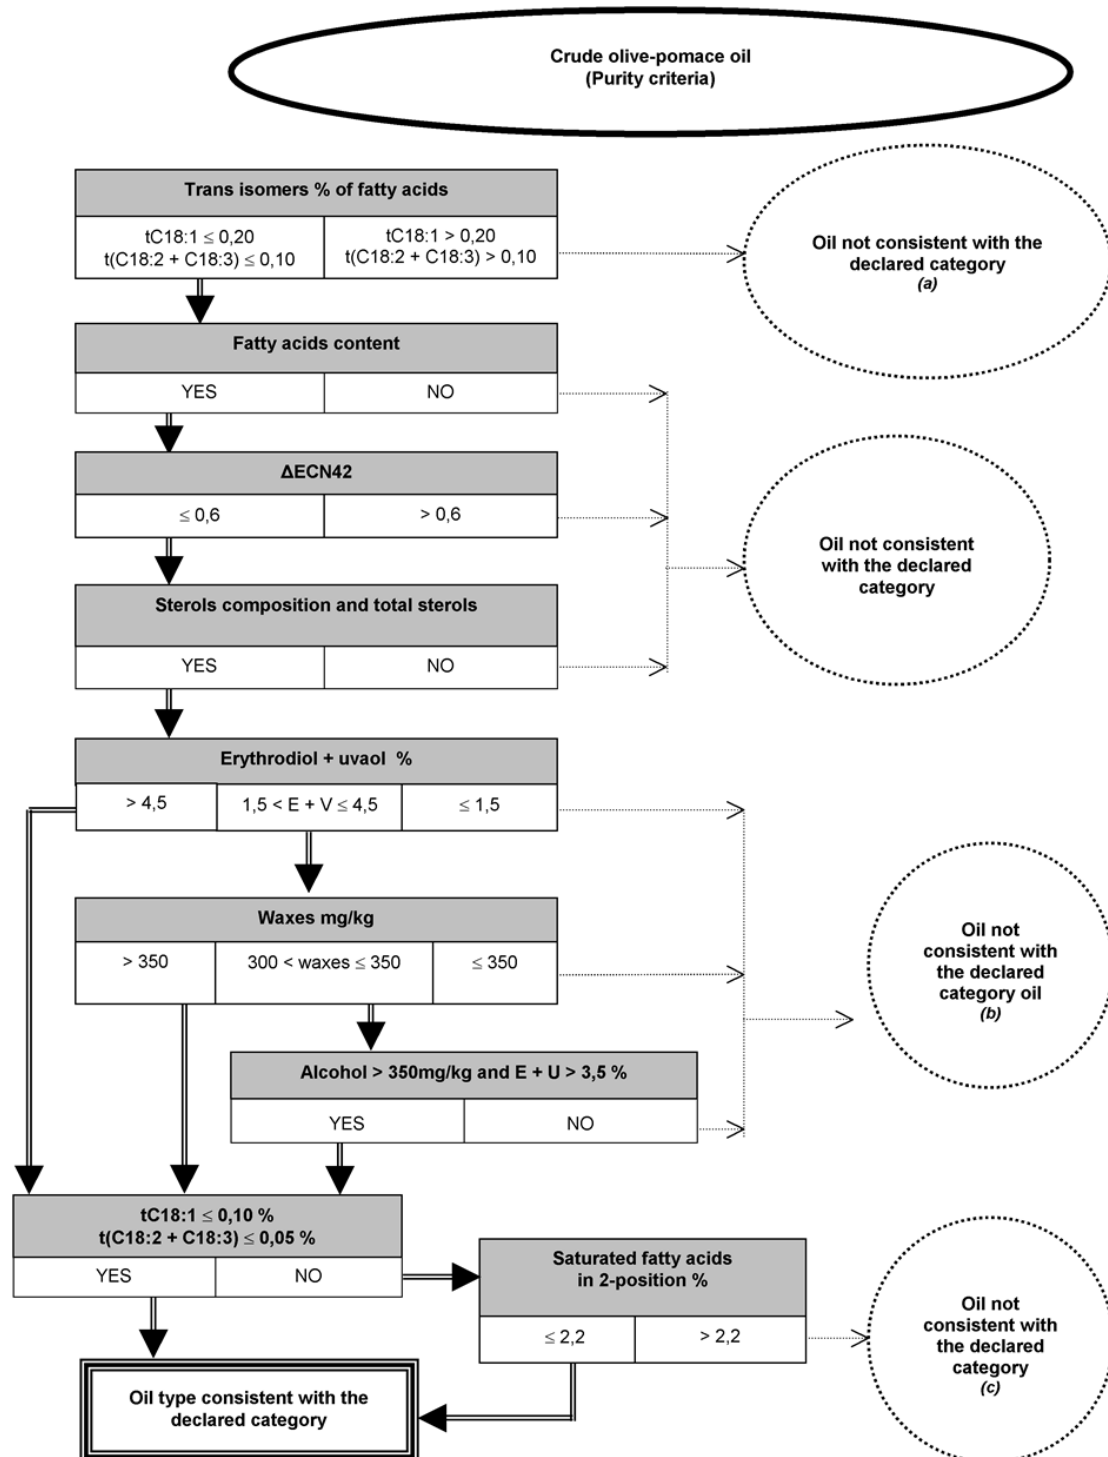 Crude olive-pomace oil
(Purity criteria)
Trans isomers % of fatty acids
tC18:1 ≤ 0,20
t(C18:2 + C18:3) ≤ 0,10
tC18:1 > 0,20
t(C18:2 + C18:3) > 0,10
Oil not consistent with the
declared category
(a)
Fatty acids content
YES
NO
ΔECN42
≤ 0,6
> 0,6
Oil not consistent
with the declared
category
Sterols composition and total sterols
YES
NO
Erythrodiol + uvaol %
> 4,5
1,5 < E + V ≤ 4,5
≤ 1,5
Waxes mg/kg
> 350
300 < waxes ≤ 350
≤ 350
Oil not
consistent with
the declared
category oil
(b)
Alcohol > 350mg/kg and E + U > 3,5 %
YES
NO
tC18:1 ≤ 0,10 %
t(C18:2 + C18:3) ≤ 0,05 %
YES
NO
Saturated fatty acids
in 2-position %
≤ 2,2
> 2,2
Oil not
consistent with
the declared
category
(c)
Oil type consistent with the
declared category